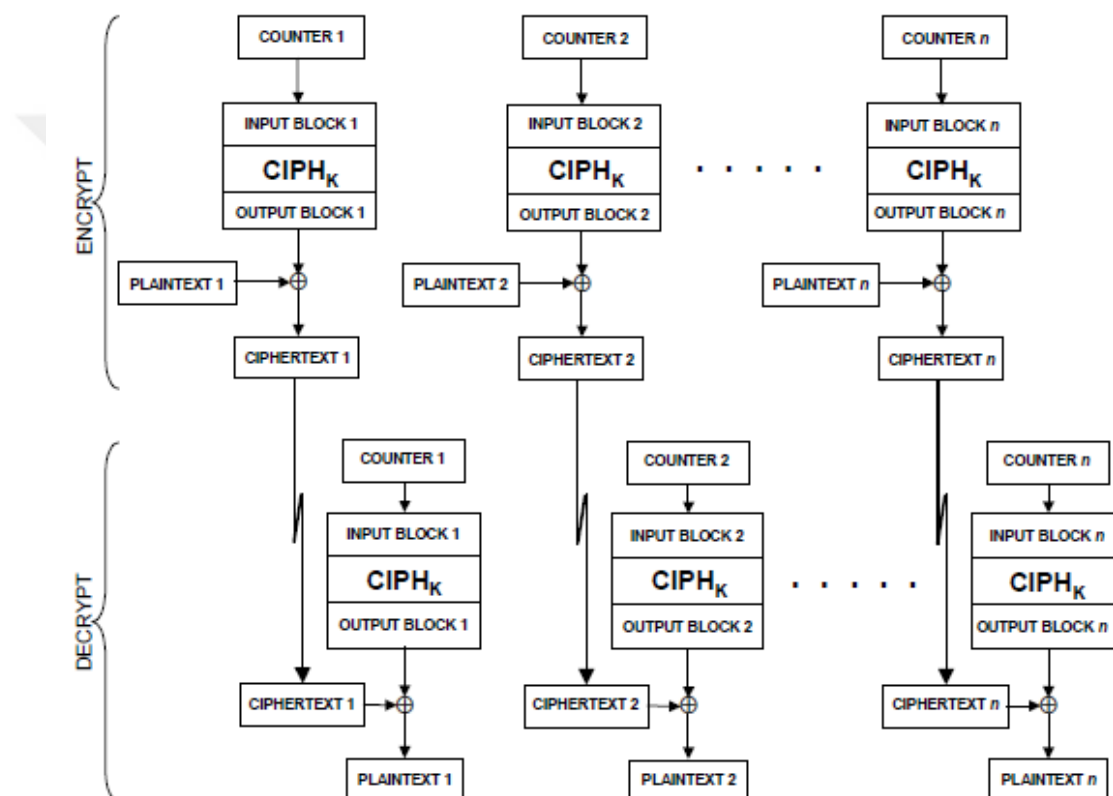 ENCRYPT
COUNTER 1 COUNTER 2 COUNTER n
INPUT BLOCK 1 INPUT BLOCK 2 INPUT BLOCK n
CIPHK CIPHK . . . . . CIPHK
OUTPUT BLOCK 1 OUTPUT BLOCK 2 OUTPUT BLOCK n
PLAINTEXT 1 ⊕ PLAINTEXT 2 ⊕ PLAINTEXT n ⊕
CIPHERTEXT 1 CIPHERTEXT 2 CIPHERTEXT n
DECRYPT
COUNTER 1 COUNTER 2 COUNTER n
INPUT BLOCK 1 INPUT BLOCK 2 INPUT BLOCK n
CIPHK CIPHK . . . . . CIPHK
OUTPUT BLOCK 1 OUTPUT BLOCK 2 OUTPUT BLOCK n
CIPHERTEXT 1 ⊕ CIPHERTEXT 2 ⊕ CIPHERTEXT n ⊕
PLAINTEXT 1 PLAINTEXT 2 PLAINTEXT n